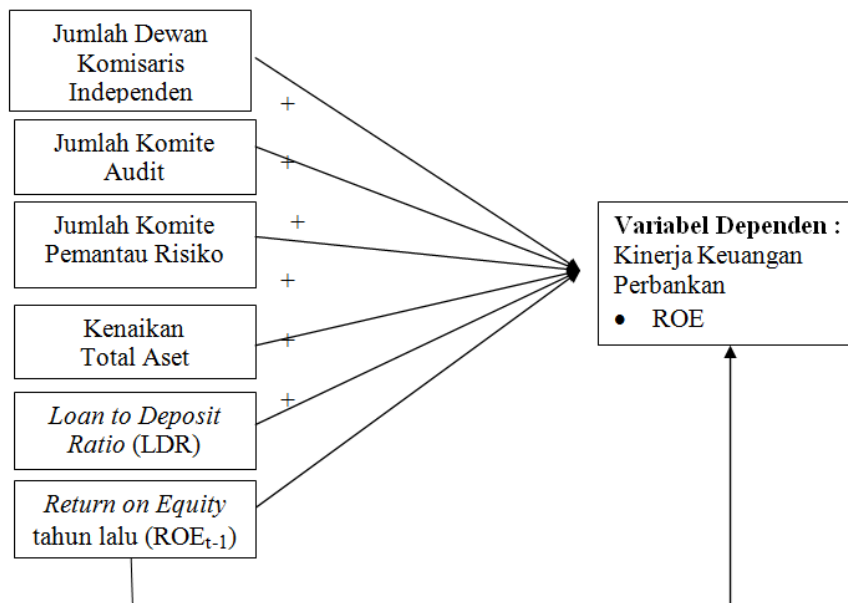 Jumlah Dewan
Komisaris
Independen
+
Jumlah Komite
Audit
+
Jumlah Komite
Pemantau Risiko
+
+
Kenaikan
Total Aset
+
Loan to Deposit
Ratio (LDR)
+
Return on Equity
tahun lalu (ROEt-1)
Variabel Dependen :
Kinerja Keuangan
Perbankan
• ROE